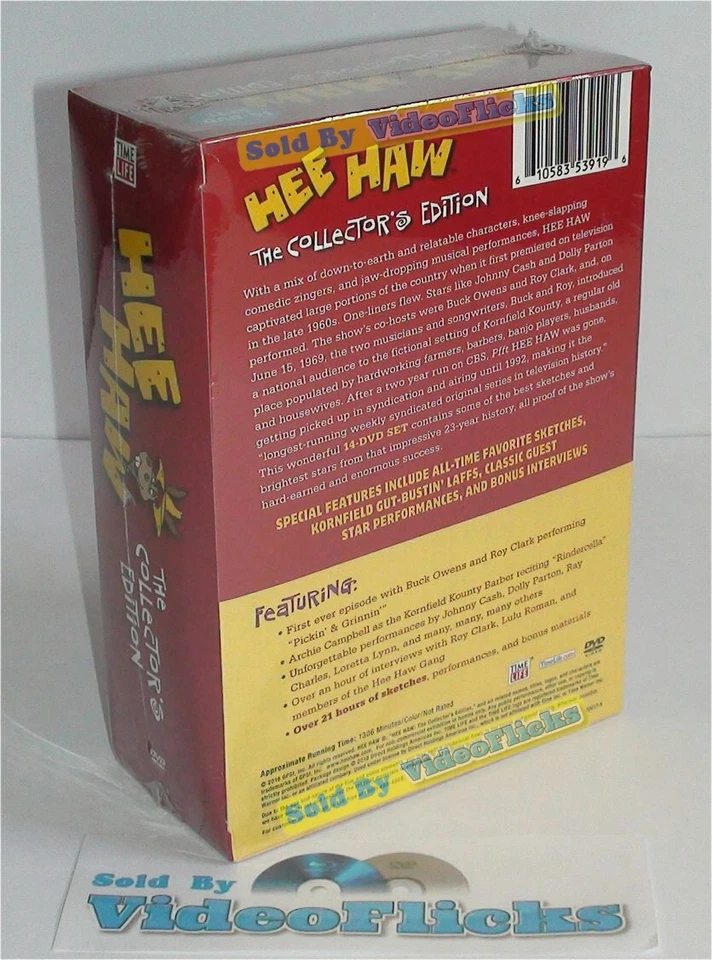 Sold By VideoFlicks
HEE HAW
THE COLLECTOR'S EDITION
6 10583 53919 6
With a mix of down-to-earth and relatable characters, knee-slapping
comedic zingers, and jaw-dropping musical performances, HEE HAW
captivated large portions of the country when it first premiered on television
in the late 1960s. One-liners flew. Stars like Johnny Cash and Dolly Parton
performed. The show's co-hosts were Buck Owens and Roy Clark, and, on
June 15, 1969, the two musicians and songwriters, Buck and Roy, introduced
a national audience to the fictional setting of Kornfield Kounty, a regular old
place populated by hardworking farmers, barbers, banjo players, husbands,
and housewives. After a two year run on CBS, Pfft HEE HAW was gone,
getting picked up in syndication and airing until 1992, making it the
"longest-running weekly syndicated original series in television history."
This wonderful 14-DVD SET contains some of the best sketches and
brightest stars from that impressive 23-year history, all proof of the show's
hard-earned and enormous success.
SPECIAL FEATURES INCLUDE ALL-TIME FAVORITE SKETCHES,
KORNFIELD GUT-BUSTIN' LAFFS, CLASSIC GUEST
STAR PERFORMANCES, AND BONUS INTERVIEWS
FEATURING:
• First ever episode with Buck Owens and Roy Clark performing
"Pickin' & Grinnin'"
• Archie Campbell as the Kornfield Kounty Barber reciting "Rindercella"
• Unforgettable performances by Johnny Cash, Dolly Parton, Ray
Charles, Loretta Lynn, and many, many, many others
• Over an hour of interviews with Roy Clark, Lulu Roman, and
members of the Hee Haw Gang
• Over 21 hours of sketches, performances, and bonus materials
TIME LIFE
TimeLife.com
DVD
Approximate Running Time: 1306 Minutes/Color/Not Rated
Sold By VideoFlicks
TIME
LIFE
HEE
HAW
THE
COLLECTOR'S
EDITION
DVD
Sold By
VideoFlicks